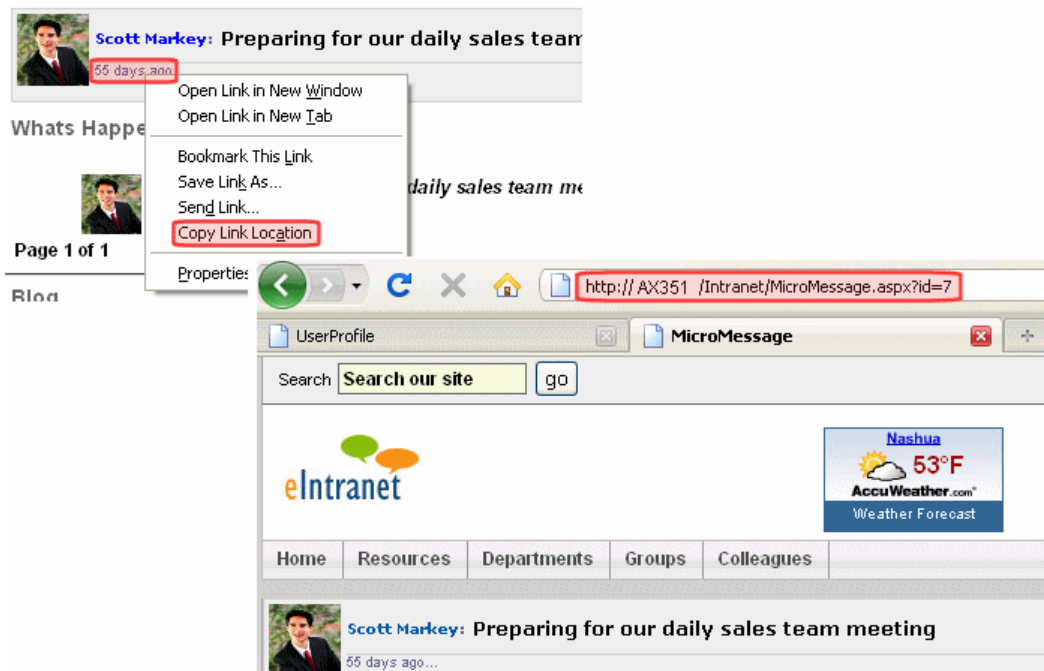 Scott Markey: Preparing for our daily sales team
55 days ago
Open Link in New Window
Open Link in New Tab
Whats Happe
Bookmark This Link
Save Link As...
daily sales team me
Send Link...
Copy Link Location
Page 1 of 1
Properties
Blog
http:// AX351 /Intranet/MicroMessage.aspx?id=7
UserProfile
MicroMessage
Search Search our site go
eIntranet
Nashua
53°F
AccuWeather.com
Weather Forecast
Home Resources Departments Groups Colleagues
Scott Markey: Preparing for our daily sales team meeting
55 days ago...